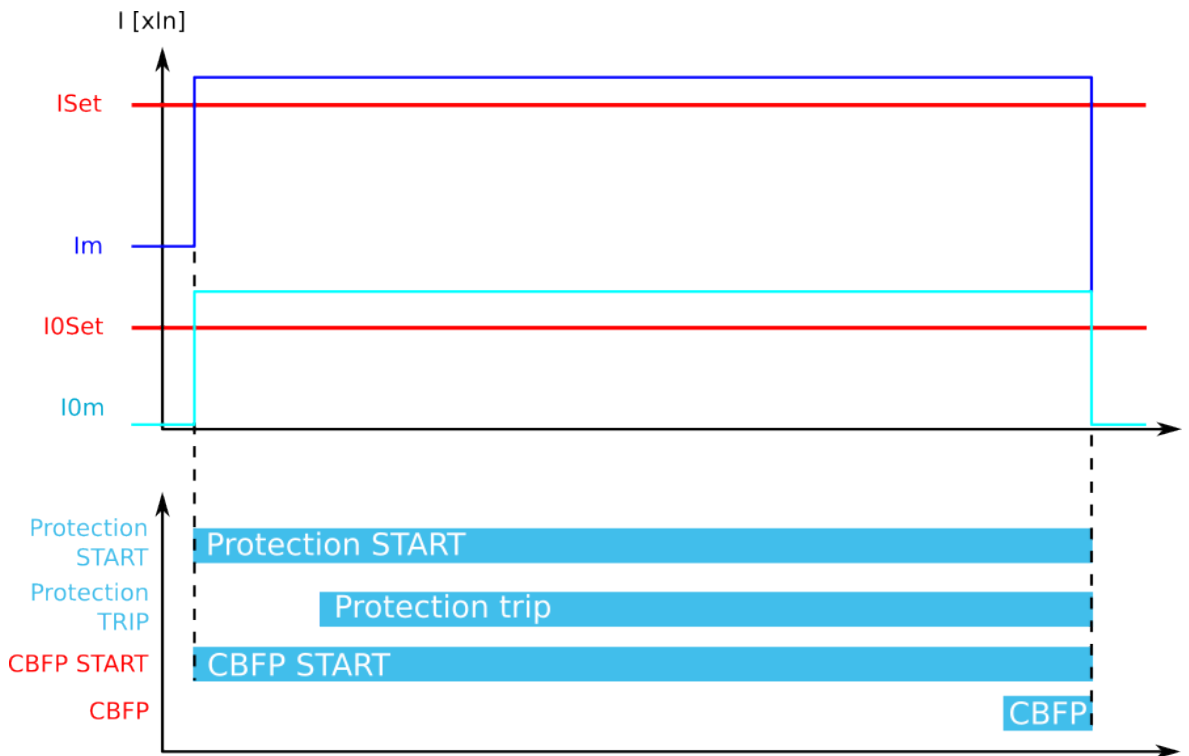 I [xIn]
ISet
Im
I0Set
I0m
Protection
START
Protection START
Protection
TRIP
Protection trip
CBFP START
CBFP START
CBFP
CBFP